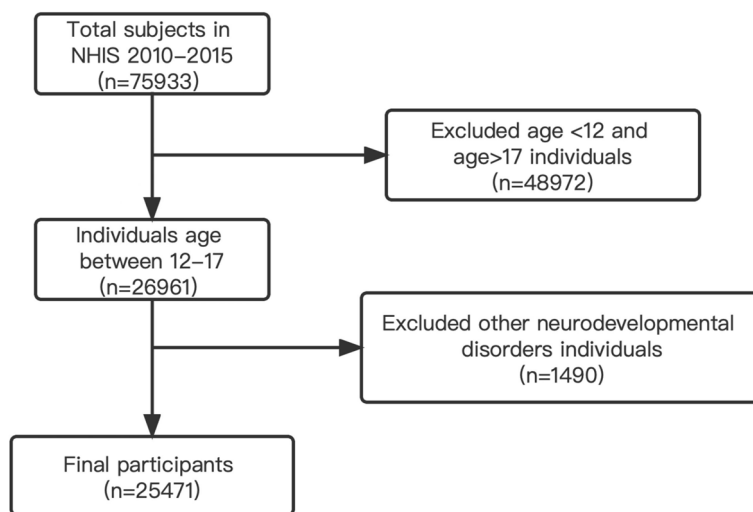 Total subjects in
NHIS 2010–2015
(n=75933)
Excluded age <12 and
age>17 individuals
(n=48972)
Individuals age
between 12–17
(n=26961)
Excluded other neurodevelopmental
disorders individuals
(n=1490)
Final participants
(n=25471)